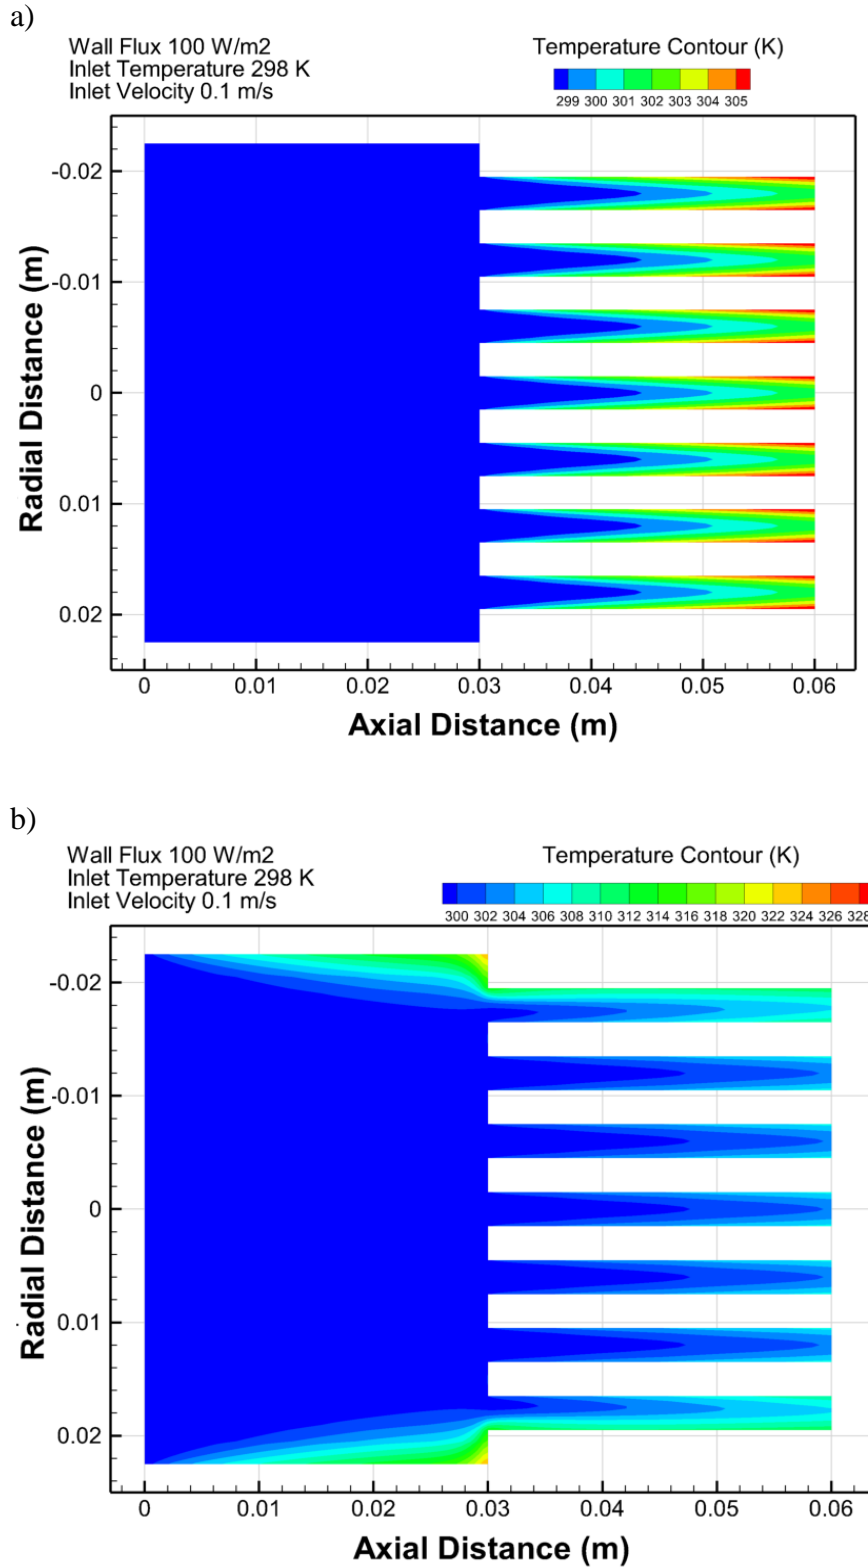 a)
Wall Flux 100 W/m2
Inlet Temperature 298 K
Inlet Velocity 0.1 m/s
Temperature Contour (K)
299 300 301 302 303 304 305
-0.02
-0.01
0
0.01
0.02
Radial Distance (m)
0 0.01 0.02 0.03 0.04 0.05 0.06
Axial Distance (m)
b)
Wall Flux 100 W/m2
Inlet Temperature 298 K
Inlet Velocity 0.1 m/s
Temperature Contour (K)
300 302 304 306 308 310 312 314 316 318 320 322 324 326 328
-0.02
-0.01
0
0.01
0.02
Radial Distance (m)
0 0.01 0.02 0.03 0.04 0.05 0.06
Axial Distance (m)